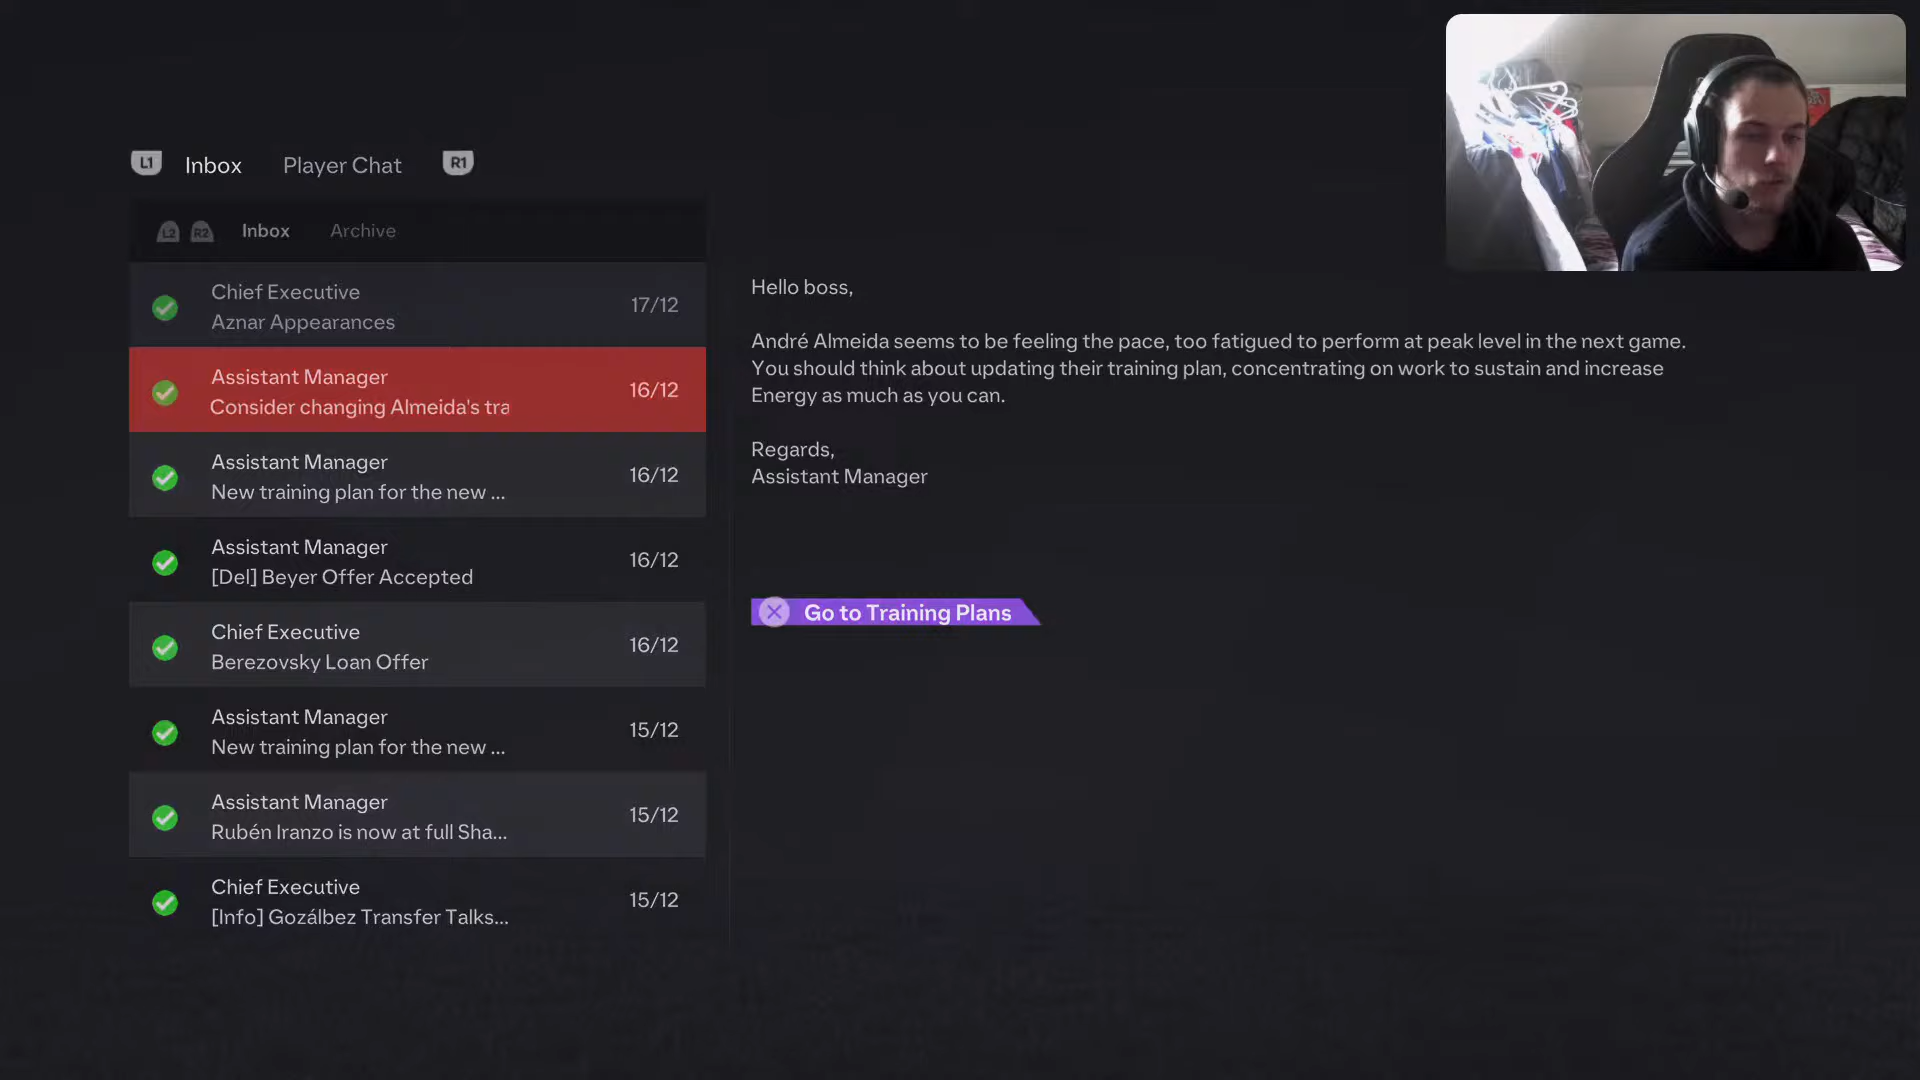 L1 Inbox Player Chat R1
L2 R2 Inbox Archive
Chief Executive
Aznar Appearances
17/12
Assistant Manager
Consider changing Almeida's tra
16/12
Assistant Manager
New training plan for the new ...
16/12
Assistant Manager
[Del] Beyer Offer Accepted
16/12
Chief Executive
Berezovsky Loan Offer
16/12
Assistant Manager
New training plan for the new ...
15/12
Assistant Manager
Rubén Iranzo is now at full Sha...
15/12
Chief Executive
[Info] Gozálbez Transfer Talks...
15/12
Hello boss,
André Almeida seems to be feeling the pace, too fatigued to perform at peak level in the next game.
You should think about updating their training plan, concentrating on work to sustain and increase
Energy as much as you can.
Regards,
Assistant Manager
Go to Training Plans